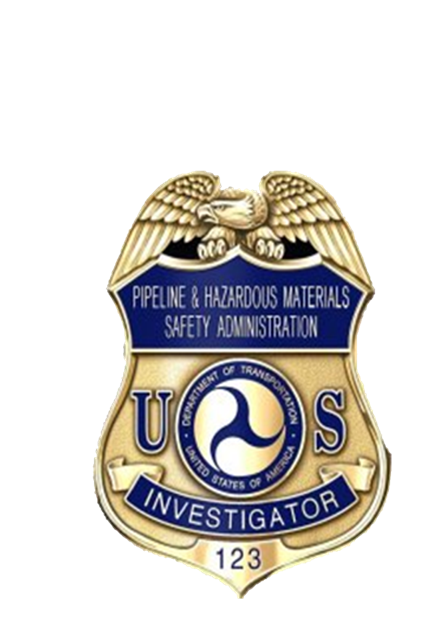 PIPELINE & HAZARDOUS MATERIALS
SAFETY ADMINISTRATION
U S
DEPARTMENT OF TRANSPORTATION
UNITED STATES OF AMERICA
INVESTIGATOR
123